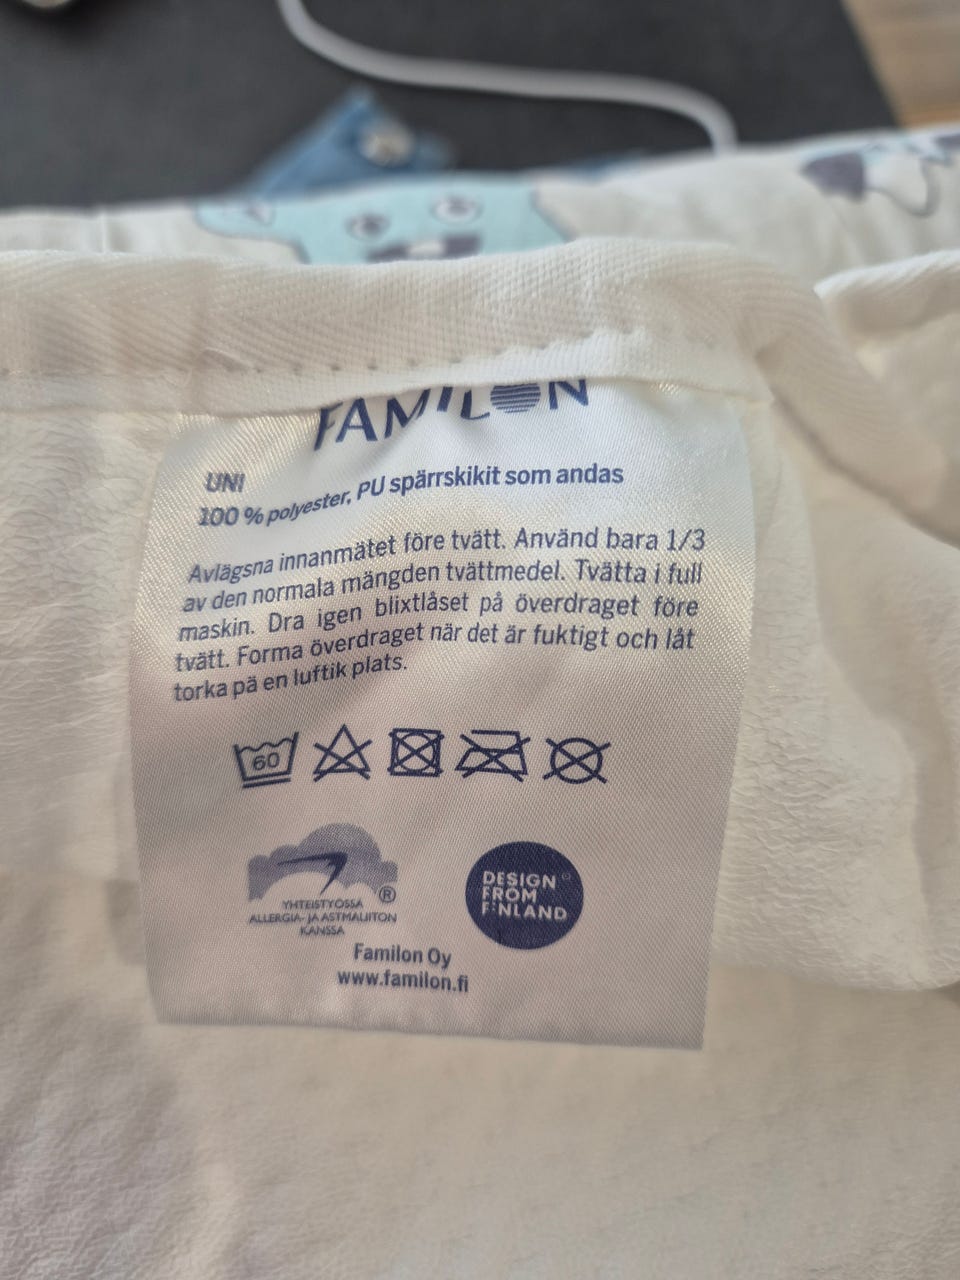 FAMILON
UNI
100 % polyester, PU spärrskikit som andas
Avlägsna innanmätet före tvätt. Använd bara 1/3
av den normala mängden tvättmedel. Tvätta i full
maskin. Dra igen blixtlåset på överdraget före
tvätt. Forma överdraget när det är fuktigt och låt
torka på en luftik plats.
60
®
YHTEISTYÖSSÄ
ALLERGIA- JA ASTMALIITON
KANSSA
DESIGN
FROM
FINLAND
Familon Oy
www.familon.fi